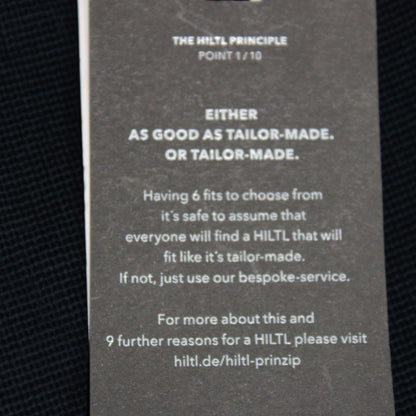 THE HILTL PRINCIPLE
POINT 1/10
EITHER
AS GOOD AS TAILOR-MADE.
OR TAILOR-MADE.
Having 6 fits to choose from
it's safe to assume that
everyone will find a HILTL that will
fit like it's tailor-made.
If not, just use our bespoke-service.
For more about this and
9 further reasons for a HILTL please visit
hiltl.de/hiltl-prinzip